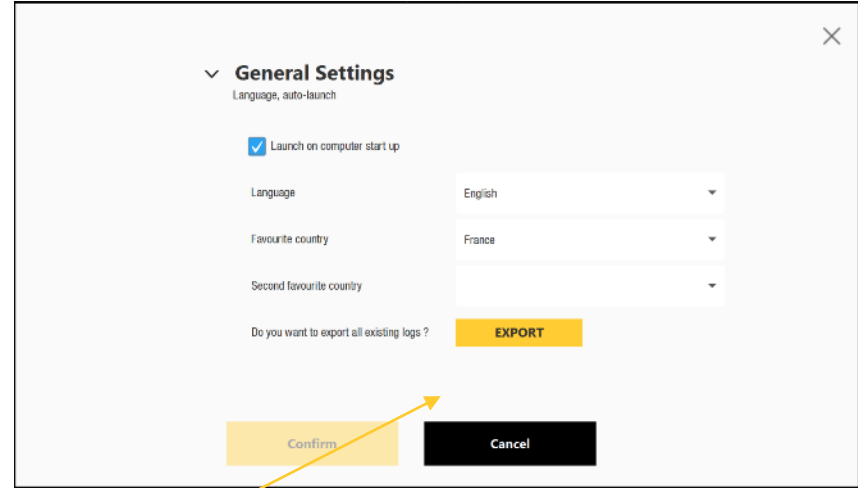 General Settings
Language, auto-launch
Launch on computer start up
Language English
Favourite country France
Second favourite country
Do you want to export all existing logs ? EXPORT
Confirm Cancel